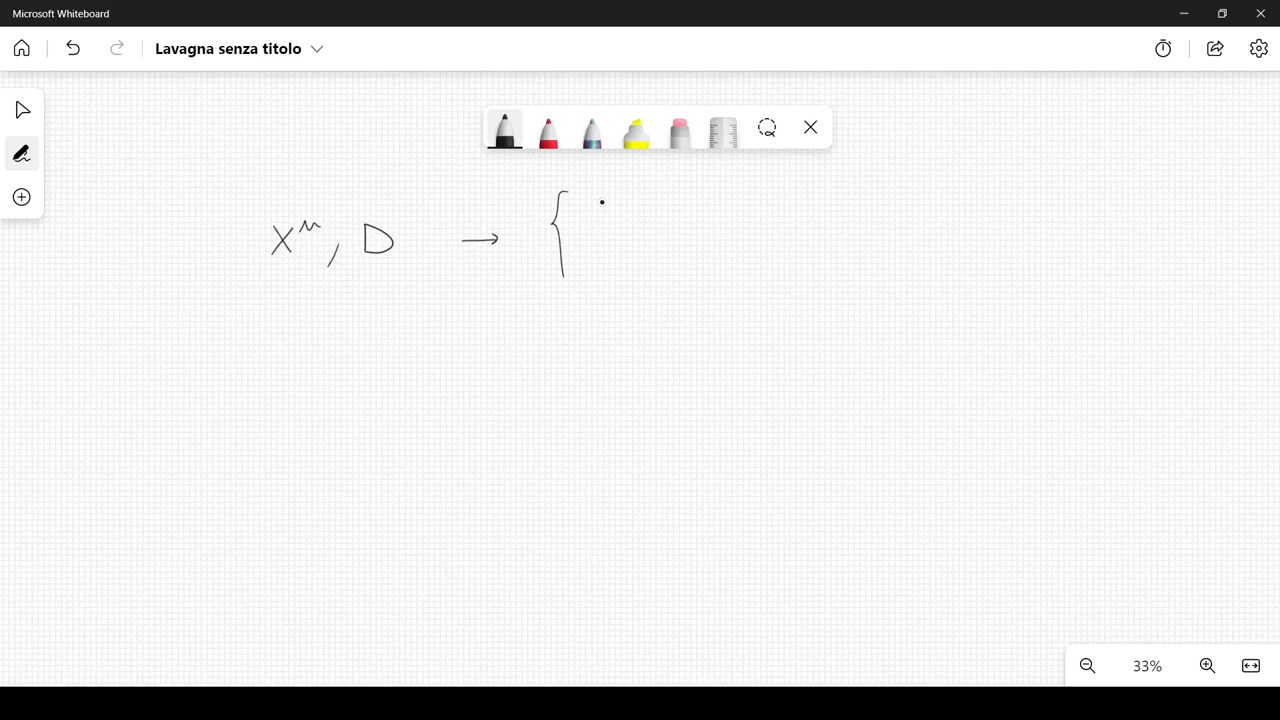 Microsoft Whiteboard
Lavagna senza titolo
X^μ, D → {
33%